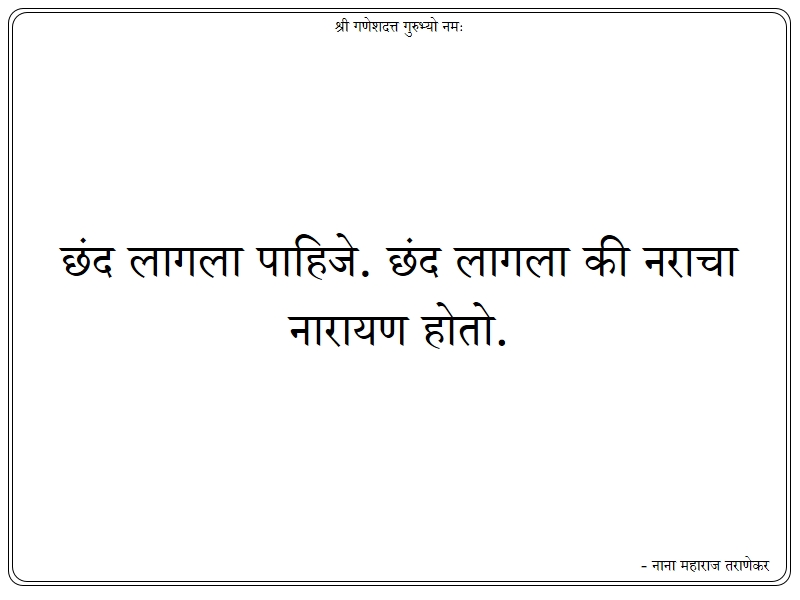 श्री गणेशदत्त गुरुभ्यो नमः
छंद लागला पाहिजे. छंद लागला की नराचा
नारायण होतो.
- नाना महाराज तराणेकर